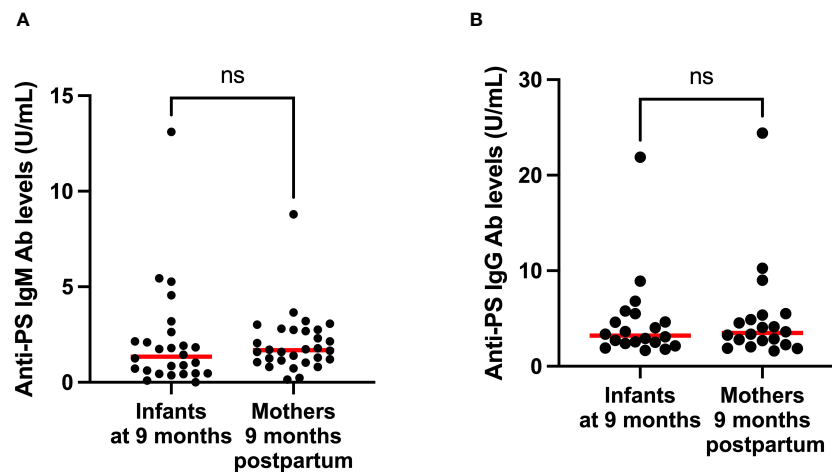 A
Anti-PS IgM Ab levels (U/mL)
15
10
5
0
ns
Infants
at 9 months
Mothers
9 months
postpartum
B
Anti-PS IgG Ab levels (U/mL)
30
20
10
0
ns
Infants
at 9 months
Mothers
9 months
postpartum